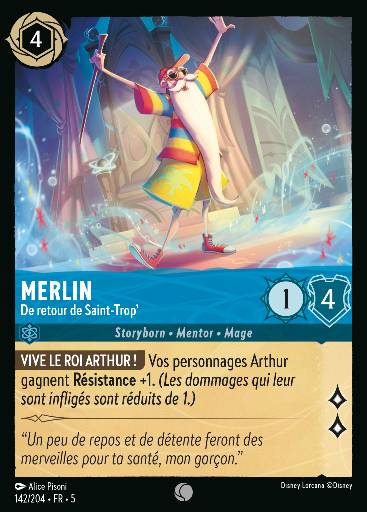 4
MERLIN
De retour de Saint-Trop'
1
4
Storyborn • Mentor • Mage
VIVE LE ROI ARTHUR ! Vos personnages Arthur
gagnent Résistance +1. (Les dommages qui leur
sont infligés sont réduits de 1.)
“Un peu de repos et de détente feront des
merveilles pour ta santé, mon garçon.”
Alice Pisoni
Disney Lorcana ©Disney
142/204 • FR • 5